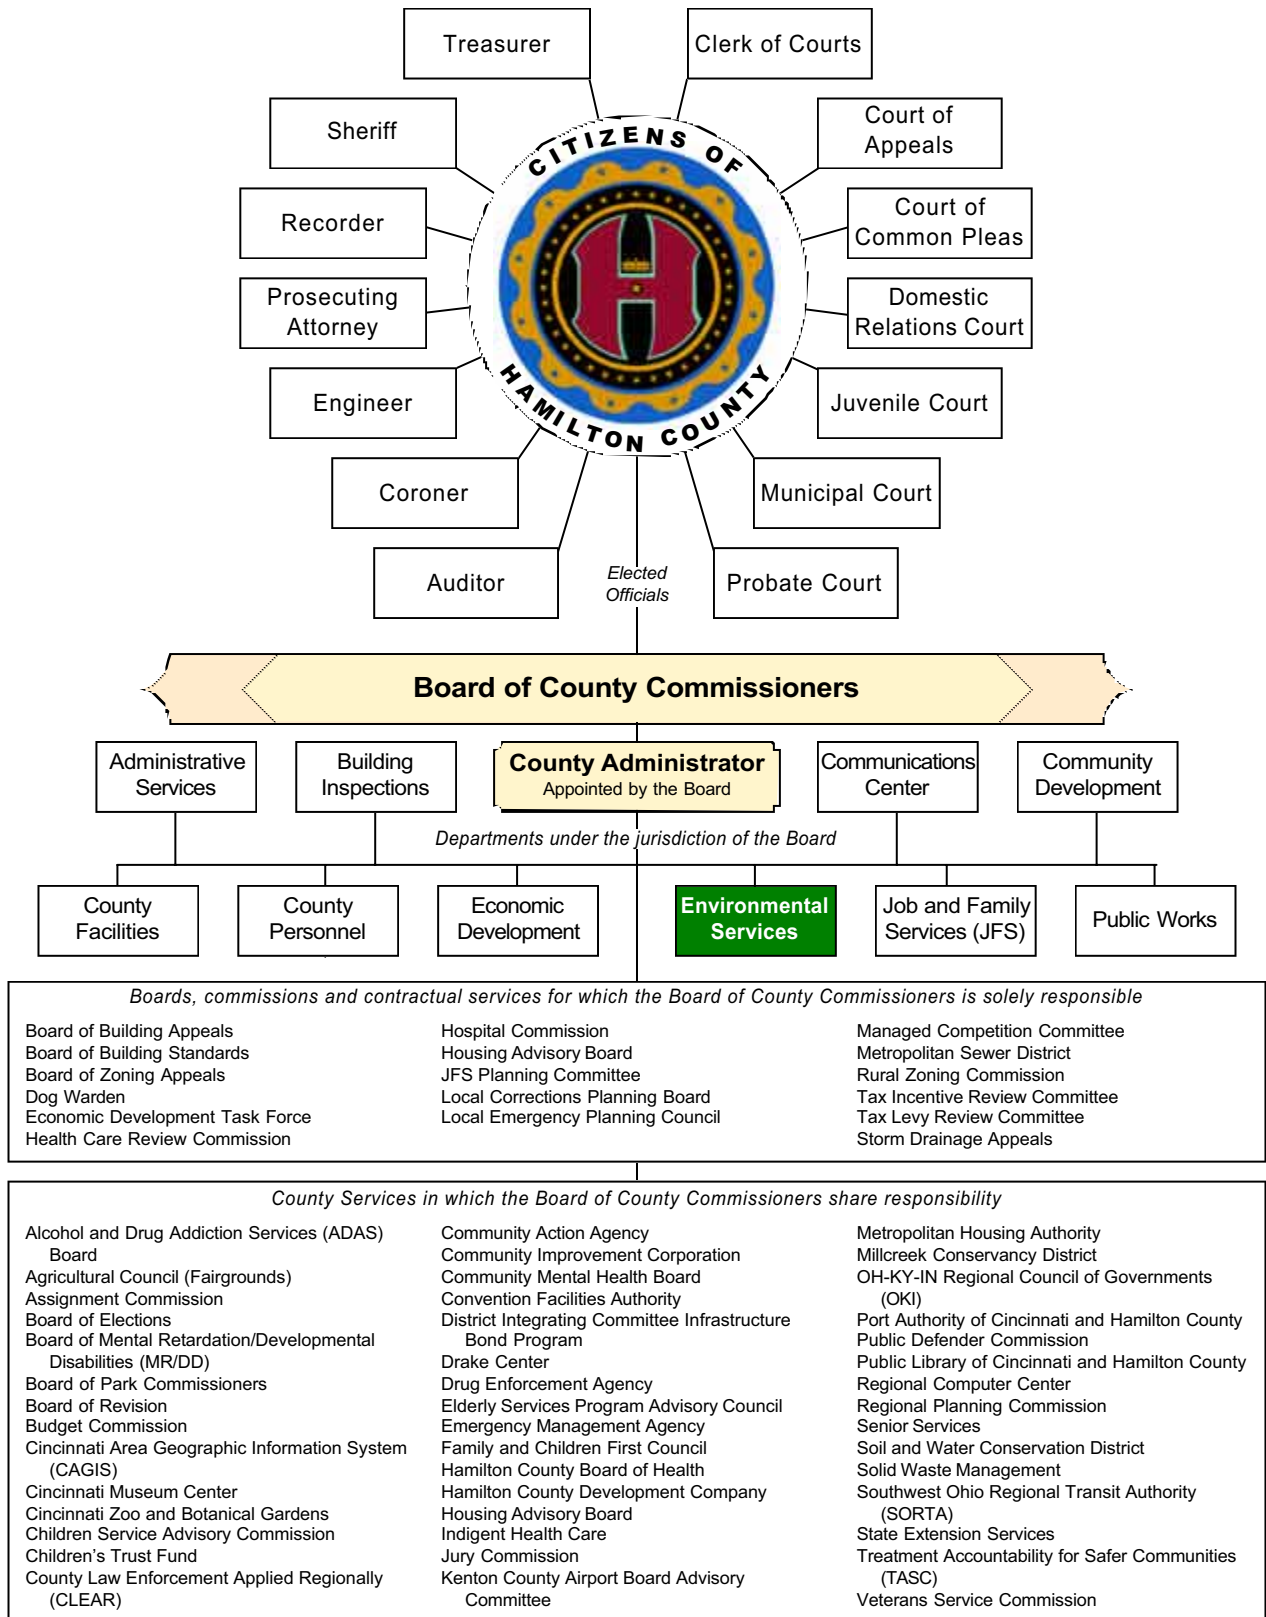 Treasurer
Clerk of Courts
Sheriff
Court of
Appeals
Recorder
Court of
Common Pleas
Prosecuting
Attorney
Domestic
Relations Court
Engineer
Juvenile Court
Coroner
Municipal Court
Auditor
Probate Court
CITIZENS OF
H
HAMILTON COUNTY
Elected
Officials
Board of County Commissioners
Administrative
Services
Building
Inspections
County Administrator
Appointed by the Board
Communications
Center
Community
Development
Departments under the jurisdiction of the Board
County
Facilities
County
Personnel
Economic
Development
Environmental
Services
Job and Family
Services (JFS)
Public Works
Boards, commissions and contractual services for which the Board of County Commissioners is solely responsible
Board of Building Appeals
Board of Building Standards
Board of Zoning Appeals
Dog Warden
Economic Development Task Force
Health Care Review Commission
Hospital Commission
Housing Advisory Board
JFS Planning Committee
Local Corrections Planning Board
Local Emergency Planning Council
Managed Competition Committee
Metropolitan Sewer District
Rural Zoning Commission
Tax Incentive Review Committee
Tax Levy Review Committee
Storm Drainage Appeals
County Services in which the Board of County Commissioners share responsibility
Alcohol and Drug Addiction Services (ADAS)
Board
Agricultural Council (Fairgrounds)
Assignment Commission
Board of Elections
Board of Mental Retardation/Developmental
Disabilities (MR/DD)
Board of Park Commissioners
Board of Revision
Budget Commission
Cincinnati Area Geographic Information System
(CAGIS)
Cincinnati Museum Center
Cincinnati Zoo and Botanical Gardens
Children Service Advisory Commission
Children's Trust Fund
County Law Enforcement Applied Regionally
(CLEAR)
Community Action Agency
Community Improvement Corporation
Community Mental Health Board
Convention Facilities Authority
District Integrating Committee Infrastructure
Bond Program
Drake Center
Drug Enforcement Agency
Elderly Services Program Advisory Council
Emergency Management Agency
Family and Children First Council
Hamilton County Board of Health
Hamilton County Development Company
Housing Advisory Board
Indigent Health Care
Jury Commission
Kenton County Airport Board Advisory
Committee
Metropolitan Housing Authority
Millcreek Conservancy District
OH-KY-IN Regional Council of Governments
(OKI)
Port Authority of Cincinnati and Hamilton County
Public Defender Commission
Public Library of Cincinnati and Hamilton County
Regional Computer Center
Regional Planning Commission
Senior Services
Soil and Water Conservation District
Solid Waste Management
Southwest Ohio Regional Transit Authority
(SORTA)
State Extension Services
Treatment Accountability for Safer Communities
(TASC)
Veterans Service Commission